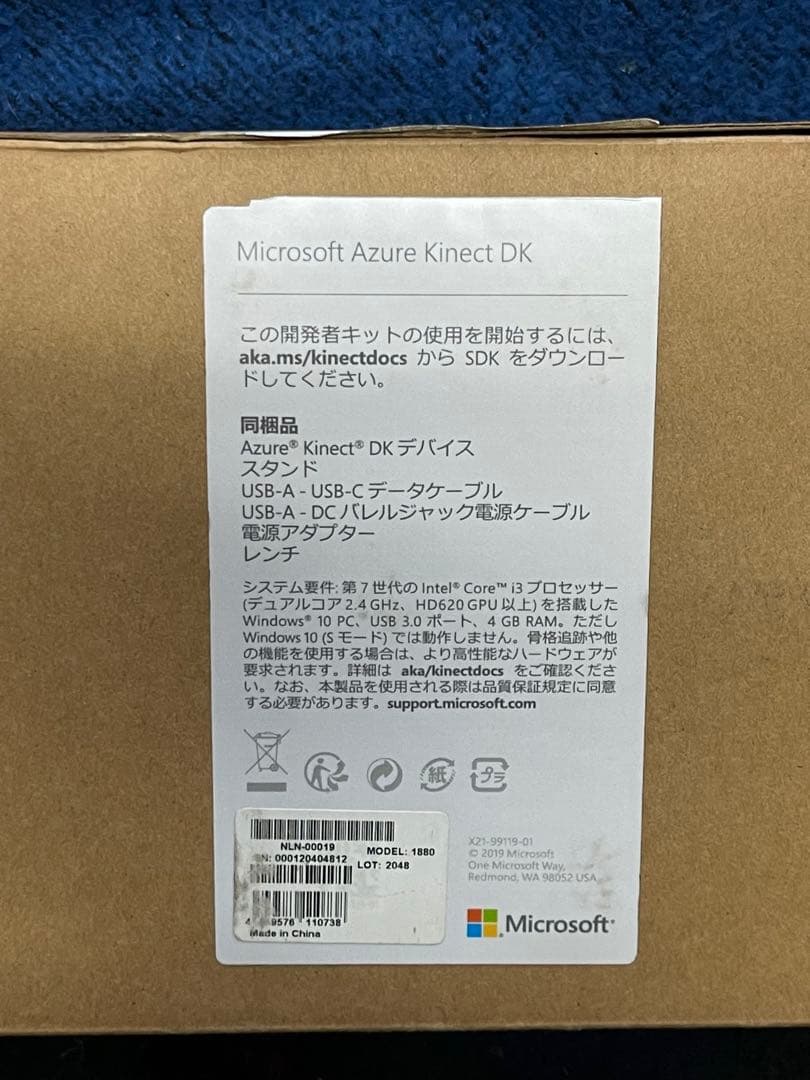 Microsoft Azure Kinect DK
この開発者キットの使用を開始するには、
aka.ms/kinectdocs から SDK をダウンロー
ドしてください。
同梱品
Azure® Kinect® DK デバイス
スタンド
USB-A - USB-C データケーブル
USB-A - DC バレルジャック電源ケーブル
電源アダプター
レンチ
システム要件: 第 7 世代の Intel® Core™ i3 プロセッサー
(デュアルコア 2.4 GHz、HD620 GPU 以上) を搭載した
Windows® 10 PC、USB 3.0 ポート、4 GB RAM。ただし
Windows 10 (S モード) では動作しません。骨格追跡や他
の機能を使用する場合は、より高性能なハードウェアが
要求されます。詳細は aka/kinectdocs をご確認くださ
い。なお、本製品を使用される際は品質保証規定に同意
する必要があります。support.microsoft.com
紙
プラ
NLN-00019
MODEL: 1880
SN: 000120404812
LOT: 2048
9576 110738
Made in China
X21-99119-01
© 2019 Microsoft
One Microsoft Way,
Redmond, WA 98052 USA
Microsoft